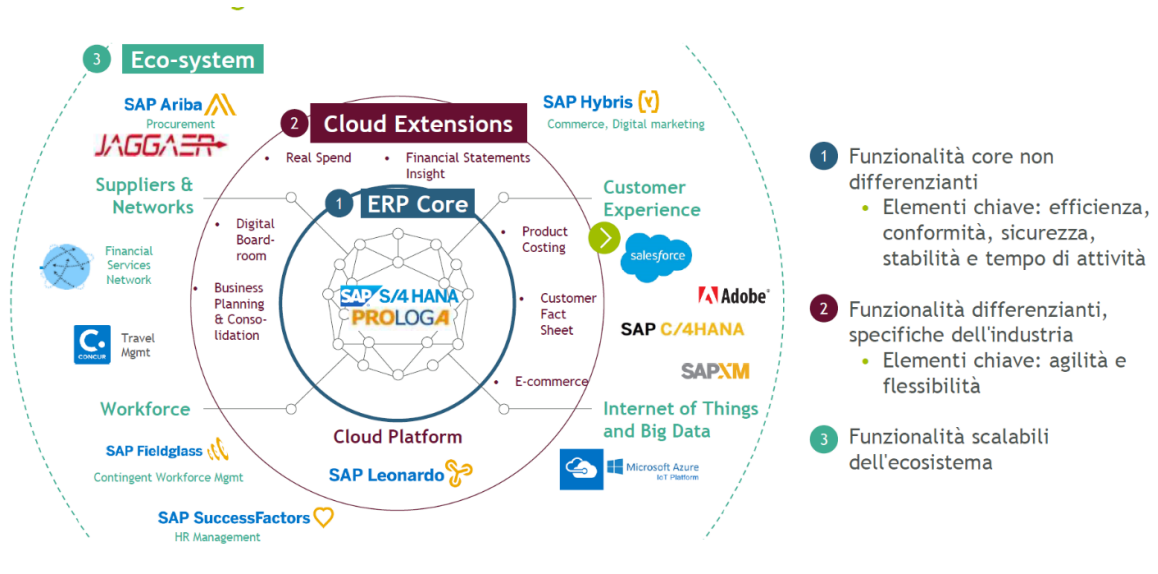 3 Eco-system
SAP Ariba
Procurement
JAGGAER
SAP Hybris
Commerce, Digital marketing
2 Cloud Extensions
• Real Spend
• Financial Statements
Insight
Suppliers &
Networks
Customer
Experience
1 ERP Core
• Digital
Board-
room
• Product
Costing
Financial
Services
Network
salesforce
• Business
Planning
& Conso-
lidation
SAP S/4 HANA
PROLOGA
• Customer
Fact
Sheet
Adobe
C.
CONCUR
Travel
Mgmt
SAP C/4HANA
SAP XM
• E-commerce
Workforce
Internet of Things
and Big Data
Cloud Platform
SAP Leonardo
SAP Fieldglass
Contingent Workforce Mgmt
Microsoft Azure
IoT Platform
SAP SuccessFactors
HR Management
1 Funzionalità core non
differenzianti
• Elementi chiave: efficienza,
conformità, sicurezza,
stabilità e tempo di attività
2 Funzionalità differenzianti,
specifiche dell'industria
• Elementi chiave: agilità e
flessibilità
3 Funzionalità scalabili
dell'ecosistema